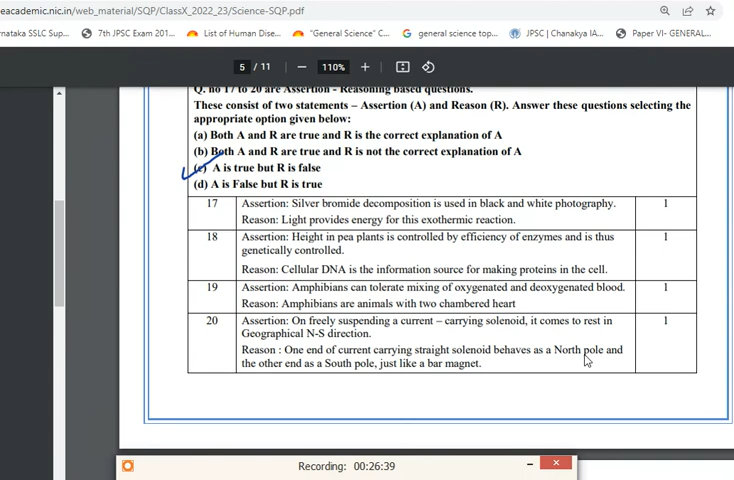 eacademic.nic.in/web_material/SQP/ClassX_2022_23/Science-SQP.pdf
rnataka SSLC Sup... 7th JPSC Exam 201... List of Human Dise... "General Science"... general science top... JPSC | Chanakya IA... Paper VI- GENERAL...
5 / 11 110%
Q. no 17 to 20 are Assertion - Reasoning based questions.
These consist of two statements – Assertion (A) and Reason (R). Answer these questions selecting the
appropriate option given below:
(a) Both A and R are true and R is the correct explanation of A
(b) Both A and R are true and R is not the correct explanation of A
(c) A is true but R is false
(d) A is False but R is true
17 Assertion: Silver bromide decomposition is used in black and white photography. 1
Reason: Light provides energy for this exothermic reaction.
18 Assertion: Height in pea plants is controlled by efficiency of enzymes and is thus 1
genetically controlled.
Reason: Cellular DNA is the information source for making proteins in the cell.
19 Assertion: Amphibians can tolerate mixing of oxygenated and deoxygenated blood. 1
Reason: Amphibians are animals with two chambered heart
20 Assertion: On freely suspending a current – carrying solenoid, it comes to rest in 1
Geographical N-S direction.
Reason : One end of current carrying straight solenoid behaves as a North pole and
the other end as a South pole, just like a bar magnet.
Recording: 00:26:39